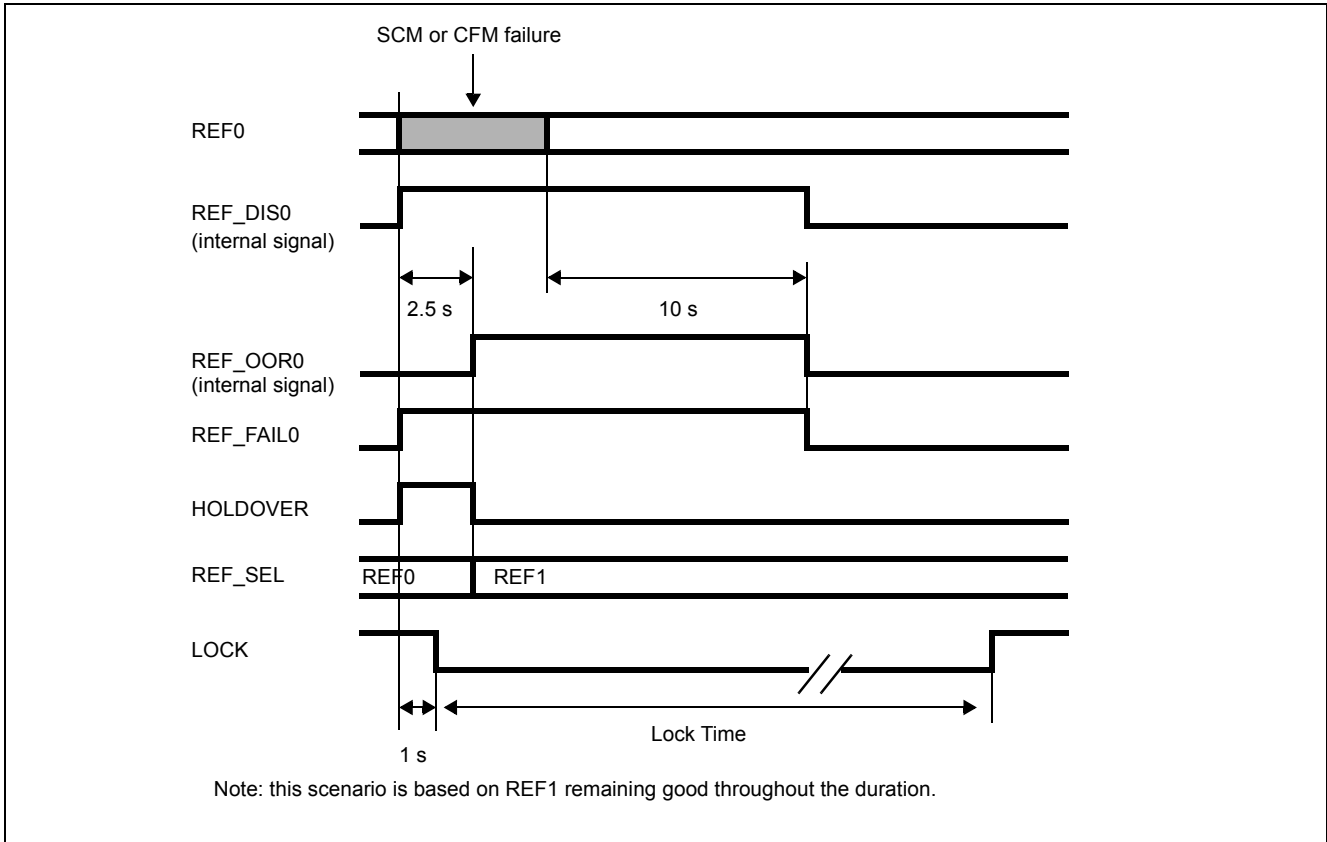 SCM or CFM failure
REF0
REF_DIS0
(internal signal)
2.5 s
10 s
REF_OOR0
(internal signal)
REF_FAIL0
HOLDOVER
REF_SEL
REF0
REF1
LOCK
Lock Time
1 s
Note: this scenario is based on REF1 remaining good throughout the duration.